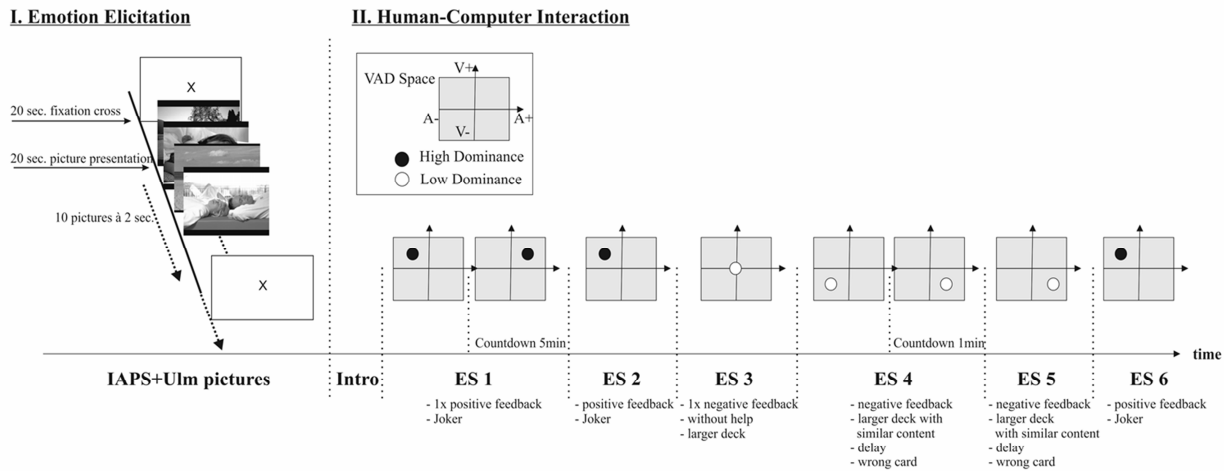 I. Emotion Elicitation
II. Human-Computer Interaction
X
20 sec. fixation cross
20 sec. picture presentation
10 pictures à 2 sec.
X
VAD Space
V+
A-
A+
V-
High Dominance
Low Dominance
Countdown 5min
Countdown 1min
time
IAPS+Ulm pictures
Intro
ES 1
- 1x positive feedback
- Joker
ES 2
- positive feedback
- Joker
ES 3
- 1x negative feedback
- without help
- larger deck
ES 4
- negative feedback
- larger deck with
similar content
- delay
- wrong card
ES 5
- negative feedback
- larger deck
with similar content
- delay
- wrong card
ES 6
- positive feedback
- Joker